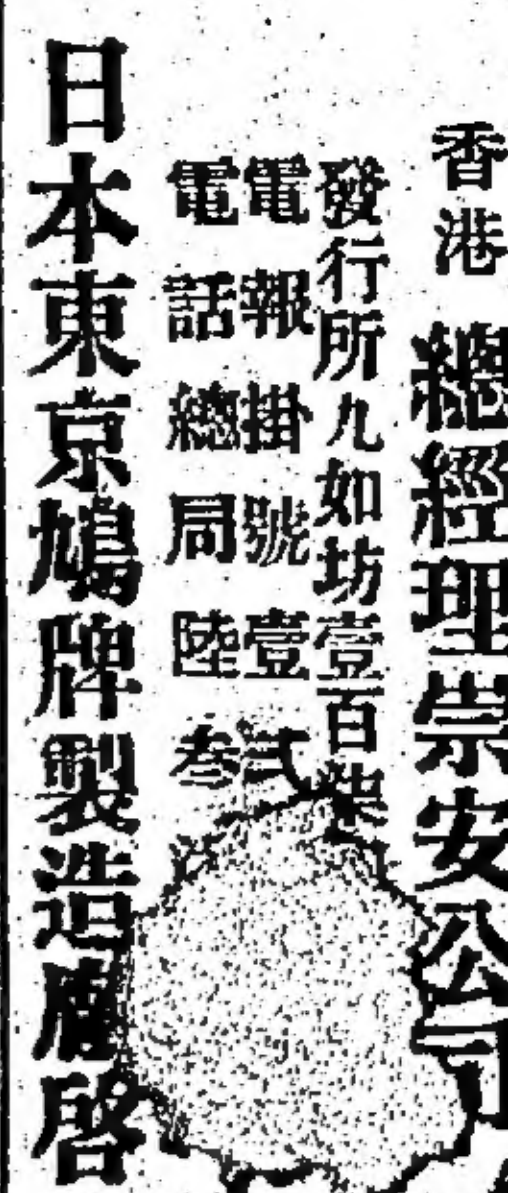 香港 總經理崇安公司
發行所九如坊壹百柒
電報掛號壹弍
電話總局陸叁
日本東京鳩牌製造廠啓